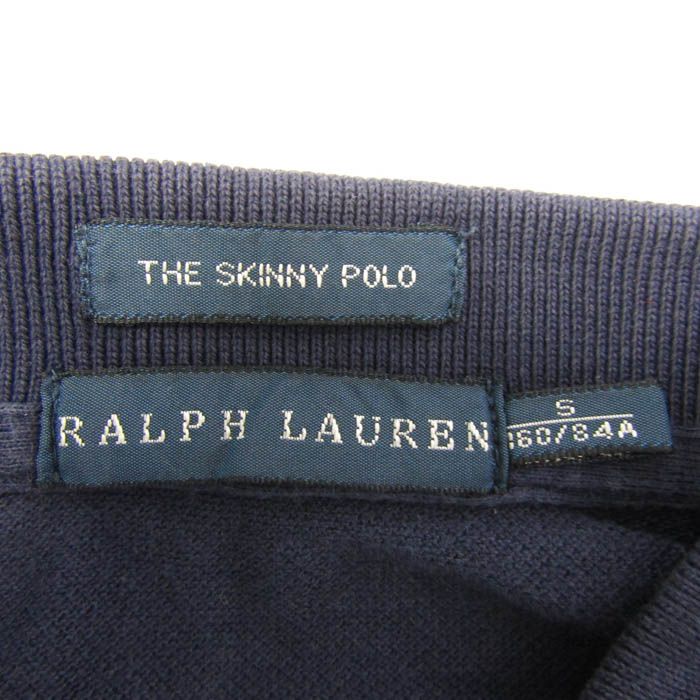 THE SKINNY POLO
RALPH LAUREN
S
160/84A